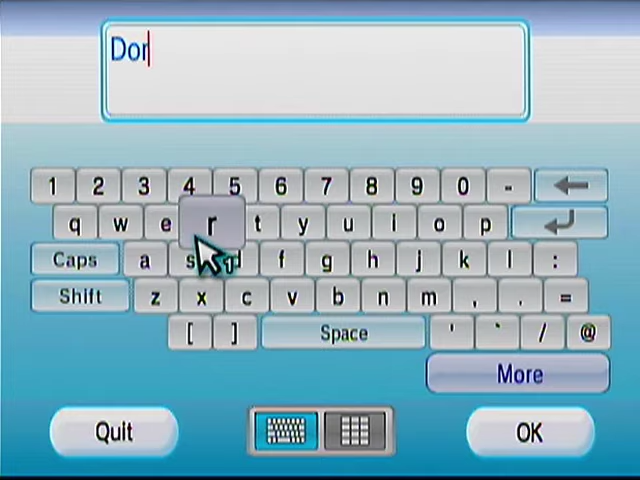 Dor
1 2 3 4 5 6 7 8 9 0 -
q w e r t y u i o p
Caps a s d f g h j k l :
Shift z x c v b n m , . =
[ ] Space ' ` / @
More
Quit OK